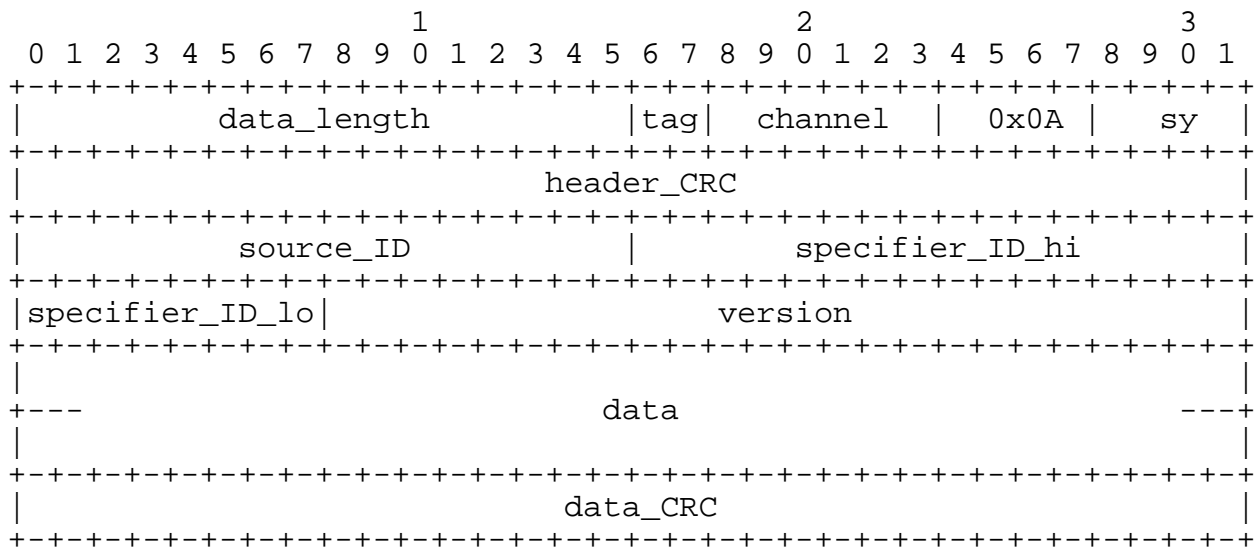 1                   2                   3
 0 1 2 3 4 5 6 7 8 9 0 1 2 3 4 5 6 7 8 9 0 1 2 3 4 5 6 7 8 9 0 1
+-+-+-+-+-+-+-+-+-+-+-+-+-+-+-+-+-+-+-+-+-+-+-+-+-+-+-+-+-+-+-+-+
|          data_length          |tag|  channel  |  0x0A |   sy  |
+-+-+-+-+-+-+-+-+-+-+-+-+-+-+-+-+-+-+-+-+-+-+-+-+-+-+-+-+-+-+-+-+
|                           header_CRC                          |
+-+-+-+-+-+-+-+-+-+-+-+-+-+-+-+-+-+-+-+-+-+-+-+-+-+-+-+-+-+-+-+-+
|           source_ID           |        specifier_ID_hi        |
+-+-+-+-+-+-+-+-+-+-+-+-+-+-+-+-+-+-+-+-+-+-+-+-+-+-+-+-+-+-+-+-+
|specifier_ID_lo|                    version                    |
+-+-+-+-+-+-+-+-+-+-+-+-+-+-+-+-+-+-+-+-+-+-+-+-+-+-+-+-+-+-+-+-+
|                                                               |
+---                           data                          ---+
|                                                               |
+-+-+-+-+-+-+-+-+-+-+-+-+-+-+-+-+-+-+-+-+-+-+-+-+-+-+-+-+-+-+-+-+
|                            data_CRC                           |
+-+-+-+-+-+-+-+-+-+-+-+-+-+-+-+-+-+-+-+-+-+-+-+-+-+-+-+-+-+-+-+-+